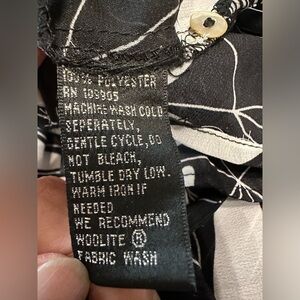 100% POLYESTER
RN 109905
MACHINE WASH COLD
SEPERATELY,
GENTLE CYCLE,DO
NOT BLEACH,
TUMBLE DRY LOW.
WARM IRON IF
NEEDED
WE RECOMMEND
WOOLITE ®
FABRIC WASH